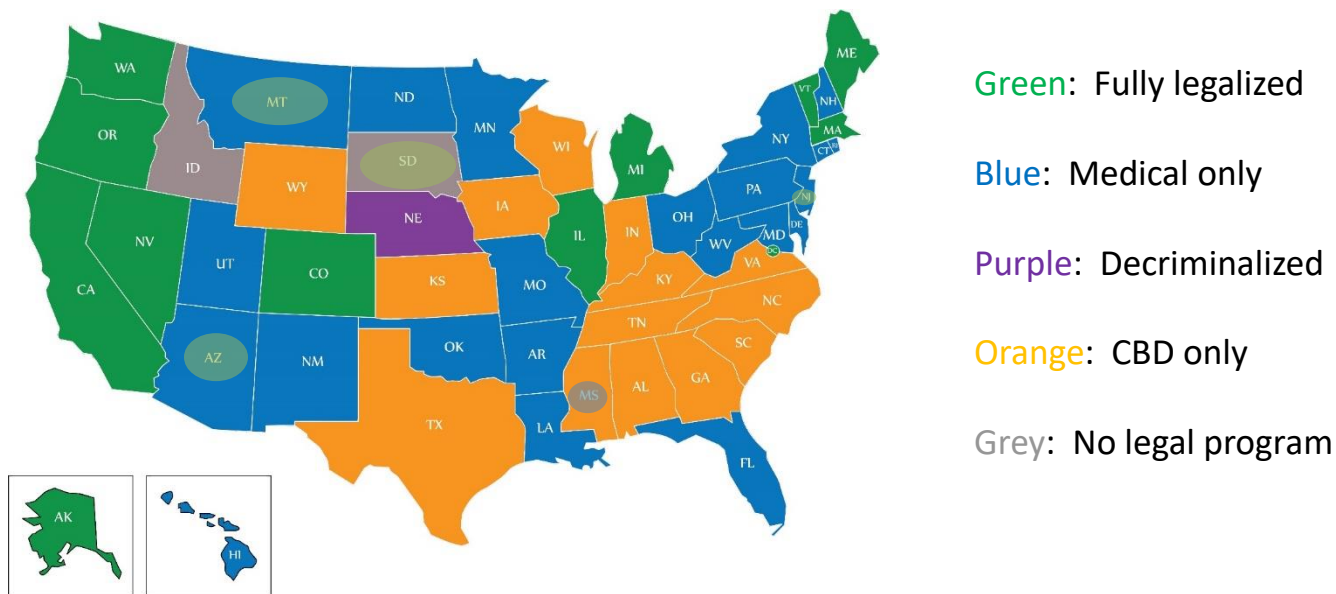 ME
WA
VT
NH
MT
ND
MN
OR
NY
MA
WI
CT
RI
ID
SD
MI
WY
PA
NJ
IA
NE
OH
NV
IL
IN
DE
MD
UT
WV
DC
CO
VA
CA
KS
MO
KY
NC
TN
AZ
OK
NM
AR
SC
MS
AL
GA
TX
LA
FL
AK
HI
Green: Fully legalized
Blue: Medical only
Purple: Decriminalized
Orange: CBD only
Grey: No legal program